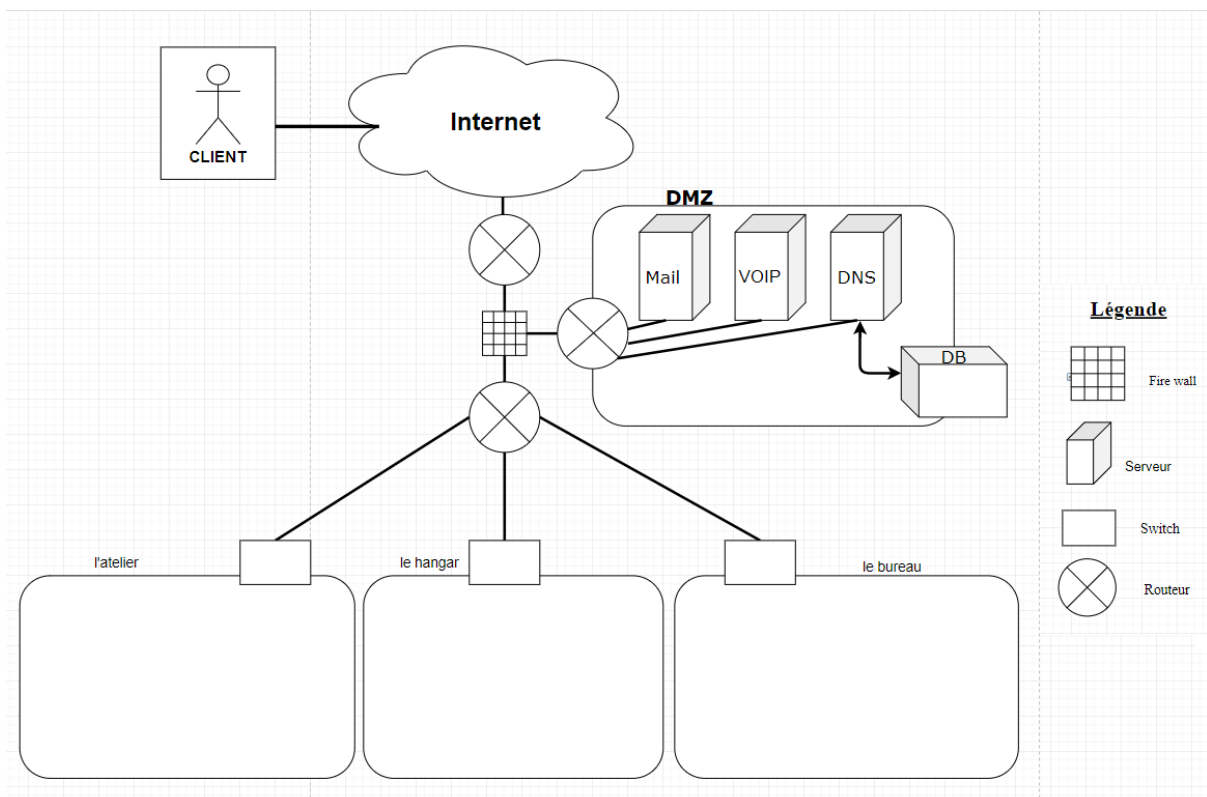 CLIENT
Internet
DMZ
Mail
VOIP
DNS
DB
l'atelier
le hangar
le bureau
Légende
Fire wall
Serveur
Switch
Routeur